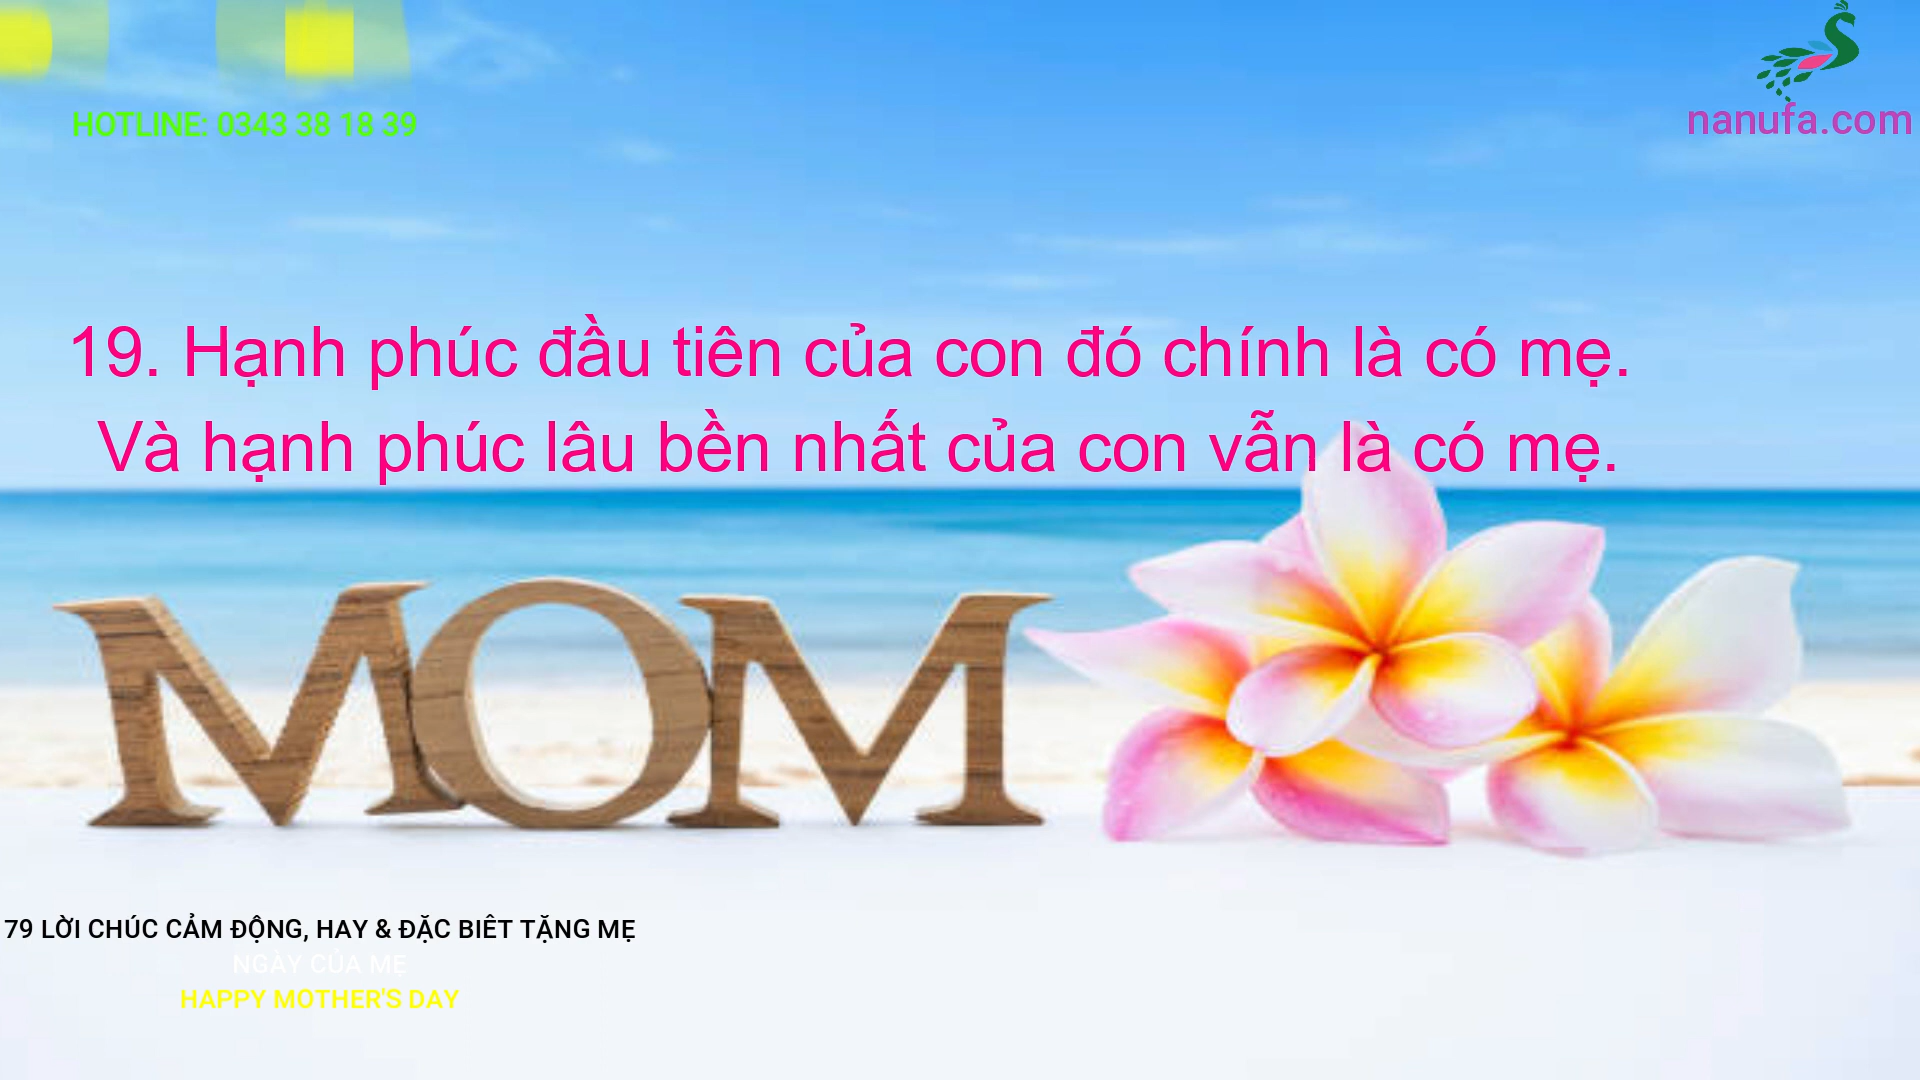 HOTLINE: 0343 38 18 39
nanufa.com
19. Hạnh phúc đầu tiên của con đó chính là có mẹ.
Và hạnh phúc lâu bền nhất của con vẫn là có mẹ.
MOM
79 LỜI CHÚC CẢM ĐỘNG, HAY & ĐẶC BIÊT TẶNG MẸ
NGÀY CỦA MẸ
HAPPY MOTHER'S DAY